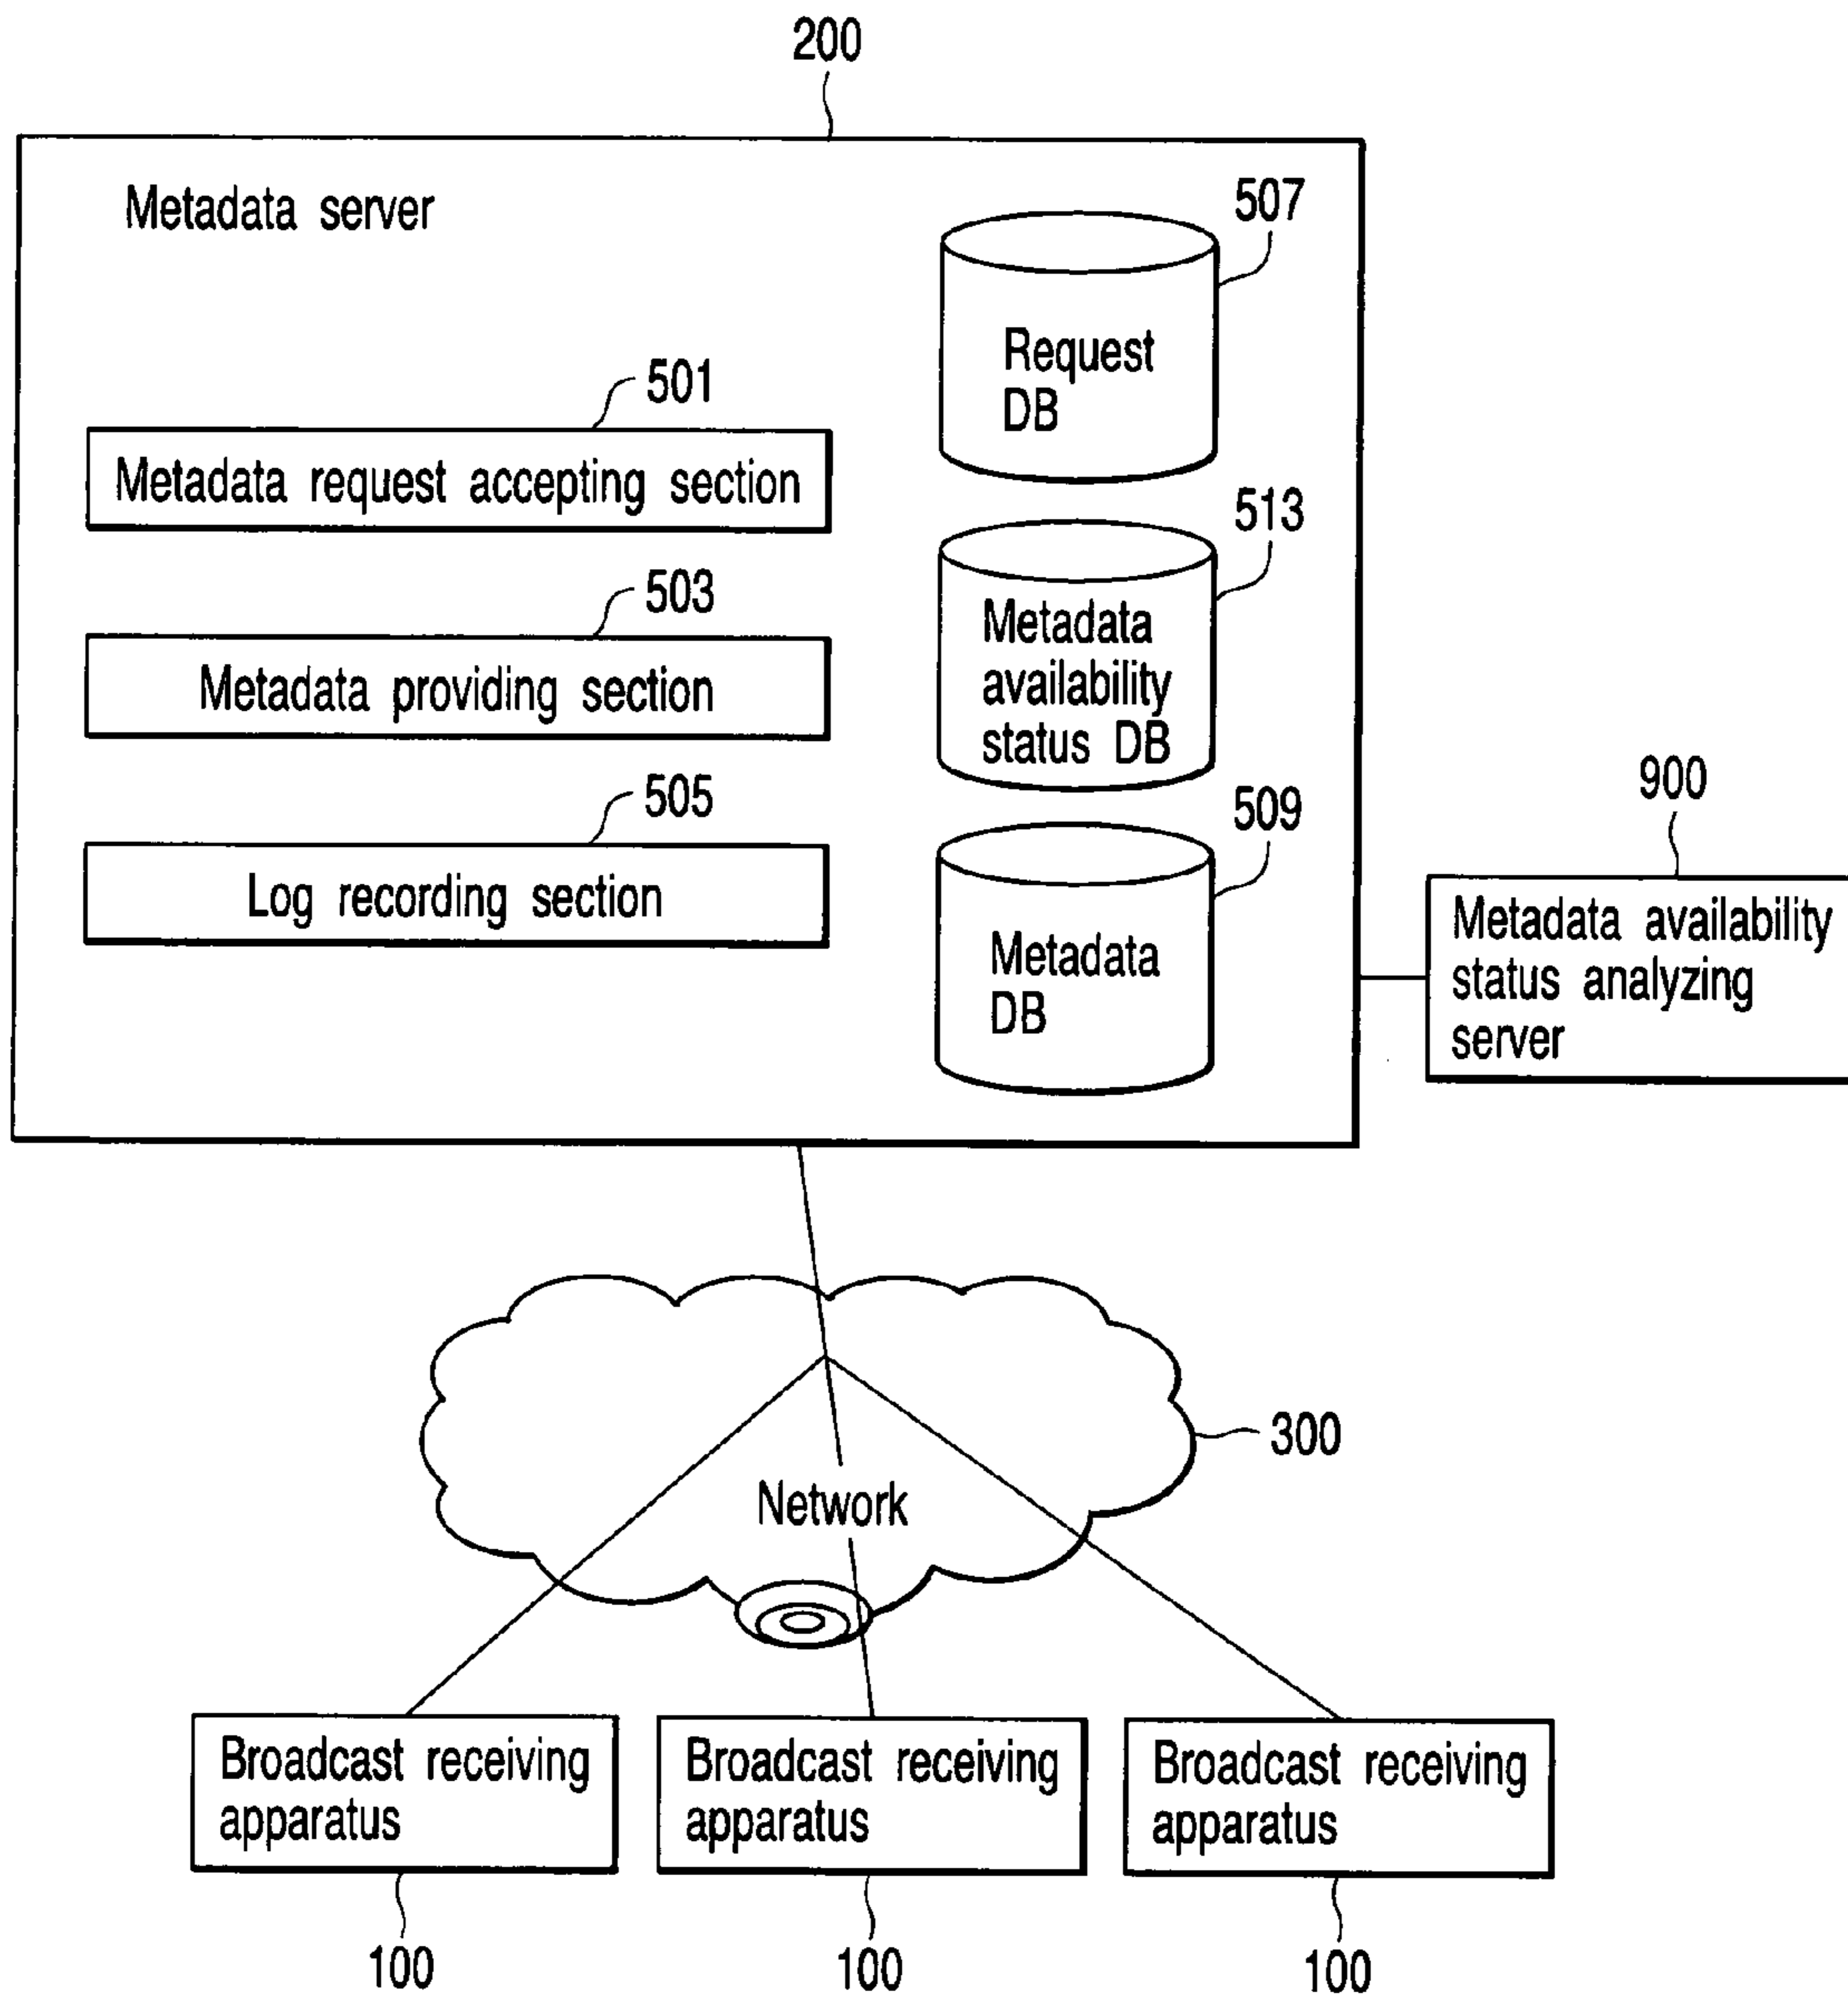 200
Metadata server
507
Request
DB
501
Metadata request accepting section
513
Metadata
availability
status DB
503
Metadata providing section
505
Log recording section
509
Metadata
DB
900
Metadata availability
status analyzing
server
300
Network
Broadcast receiving
apparatus
100
Broadcast receiving
apparatus
100
Broadcast receiving
apparatus
100